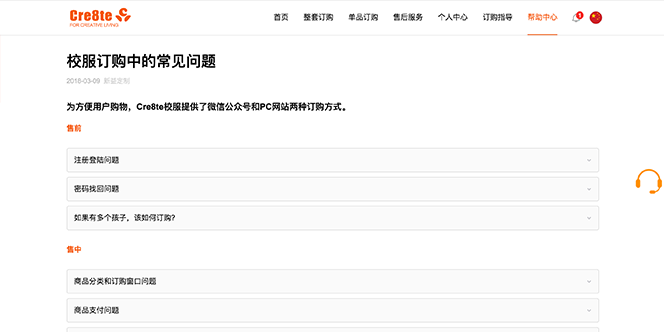 Cre8te
FOR CREATIVE LIVING
首页 整套订购 单品订购 售后服务 个人中心 订购指导 帮助中心 1
校服订购中的常见问题
2018-03-09 新益定制
为方便用户购物，Cre8te校服提供了微信公众号和PC网站两种订购方式。
售前
注册登陆问题
密码找回问题
如果有多个孩子，该如何订购?
售中
商品分类和订购窗口问题
商品支付问题